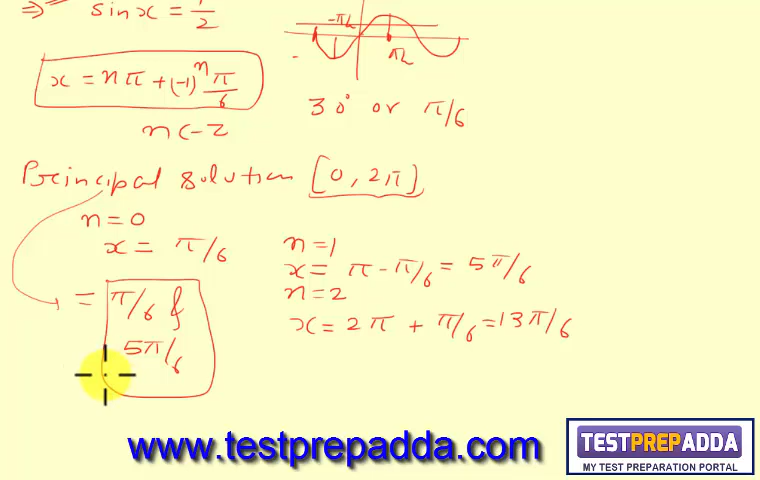 sin x = 1/2
-π/2
π/2
x = nπ + (-1)^n π/6
30° or π/6
n ∈ Z
Principal solution [0, 2π]
n = 0
x = π/6
n = 1
x = π - π/6 = 5π/6
n = 2
x = 2π + π/6 = 13π/6
= π/6 &
5π/6
www.testprepadda.com
TESTPREPADDA
MY TEST PREPARATION PORTAL